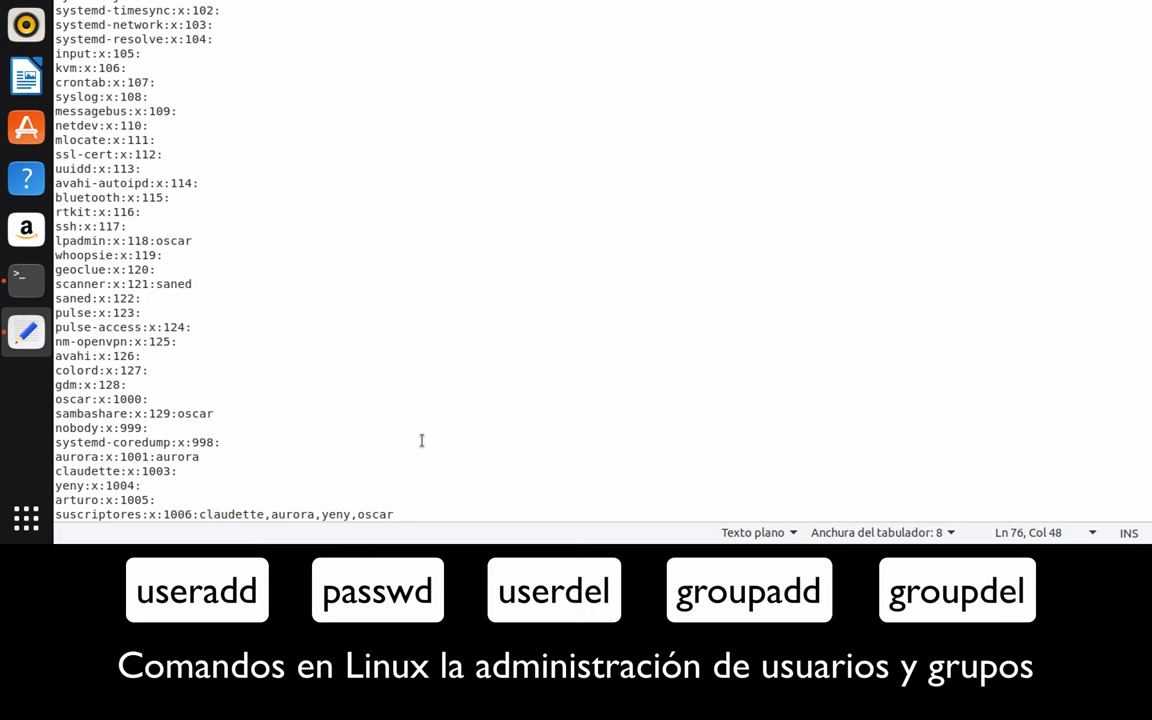 systemd-timesync:x:102:
systemd-network:x:103:
systemd-resolve:x:104:
input:x:105:
kvm:x:106:
crontab:x:107:
syslog:x:108:
messagebus:x:109:
netdev:x:110:
mlocate:x:111:
ssl-cert:x:112:
uuidd:x:113:
avahi-autoipd:x:114:
bluetooth:x:115:
rtkit:x:116:
ssh:x:117:
lpadmin:x:118:oscar
whoopsie:x:119:
geoclue:x:120:
scanner:x:121:saned
saned:x:122:
pulse:x:123:
pulse-access:x:124:
nm-openvpn:x:125:
avahi:x:126:
colord:x:127:
gdm:x:128:
oscar:x:1000:
sambashare:x:129:oscar
nobody:x:999:
systemd-coredump:x:998:
aurora:x:1001:aurora
claudette:x:1003:
yeny:x:1004:
arturo:x:1005:
suscriptores:x:1006:claudette,aurora,yeny,oscar
Texto plano Anchura del tabulador: 8 Ln 76, Col 48 INS
useradd passwd userdel groupadd groupdel
Comandos en Linux la administración de usuarios y grupos